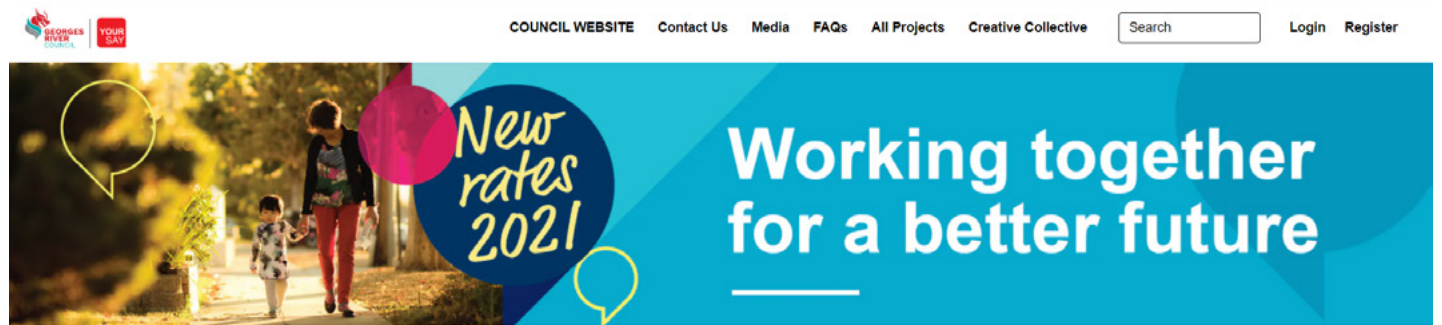 GEORGES
RIVER
COUNCIL
YOUR
SAY
COUNCIL WEBSITE Contact Us Media FAQs All Projects Creative Collective Search Login Register
New
rates
2021
Working together
for a better future